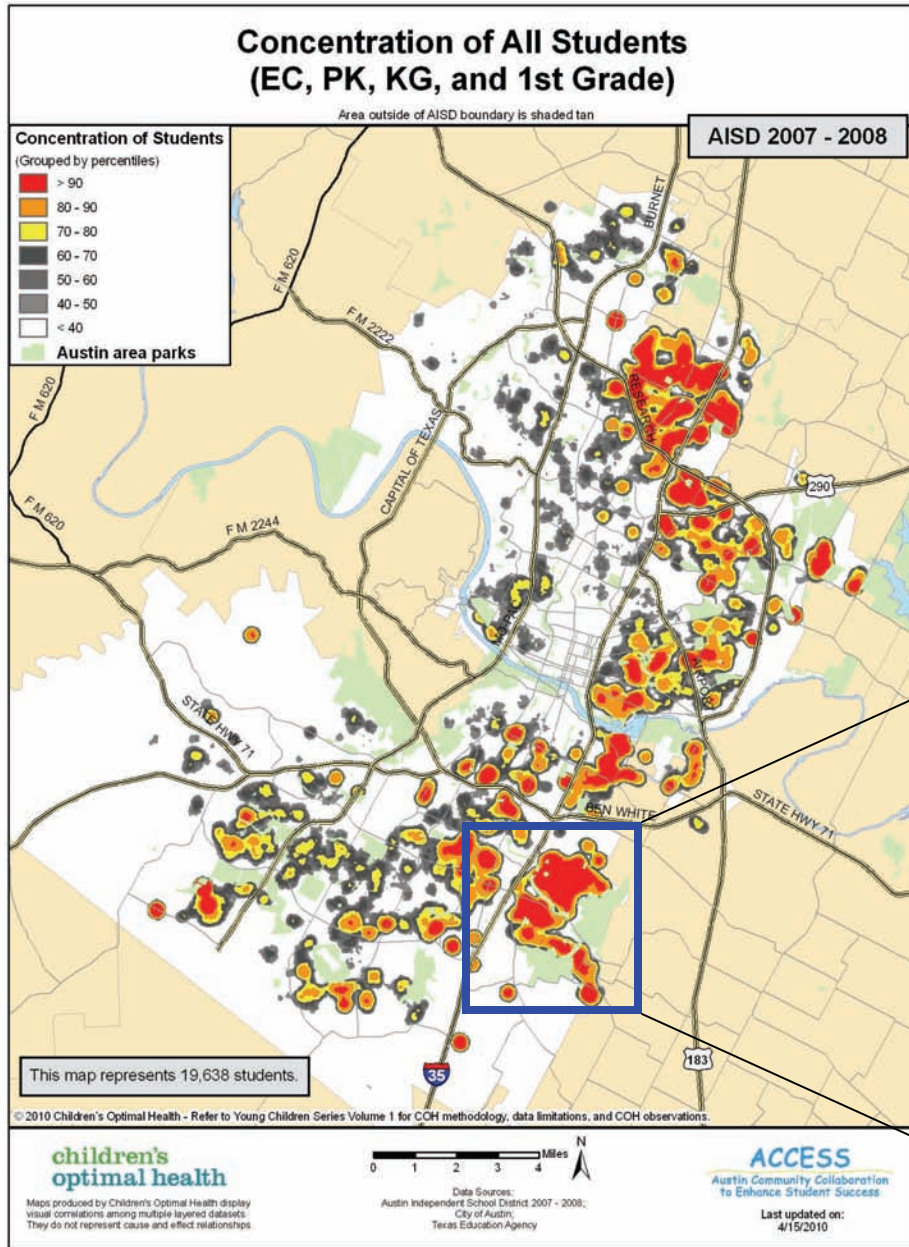 Concentration of All Students
(EC, PK, KG, and 1st Grade)
Area outside of AISD boundary is shaded tan
AISD 2007 - 2008
Concentration of Students
(Grouped by percentiles)
> 90
80 - 90
70 - 80
60 - 70
50 - 60
40 - 50
< 40
Austin area parks
BURNET
F M 620
F M 2222
F M 620
RESEARCH
CAPITAL OF TEXAS
290
F M 620
F M 2244
AIRPORT
STATE HWY 71
BEN WHITE
STATE HWY 71
183
35
This map represents 19,638 students.
© 2010 Children's Optimal Health - Refer to Young Children Series Volume 1 for COH methodology, data limitations, and COH observations.
children's
optimal health
Maps produced by Children's Optimal Health display
visual correlations among multiple layered datasets.
They do not represent cause and effect relationships
Miles
0 1 2 3 4
N
Data Sources:
Austin Independent School District 2007 - 2008;
City of Austin;
Texas Education Agency
ACCESS
Austin Community Collaboration
to Enhance Student Success
Last updated on:
4/15/2010